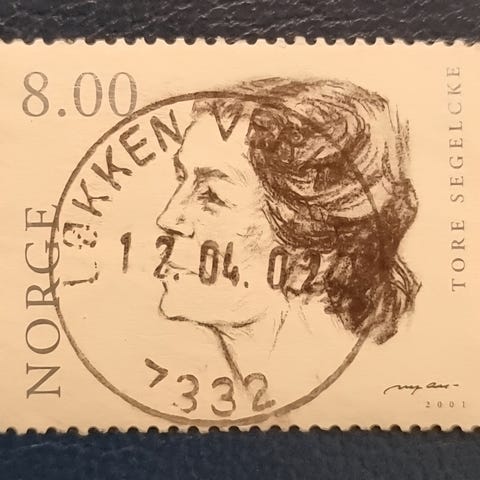 8.00
NORGE
TORE SEGELCKE
2001
LØKKEN V
12.04.02
7332